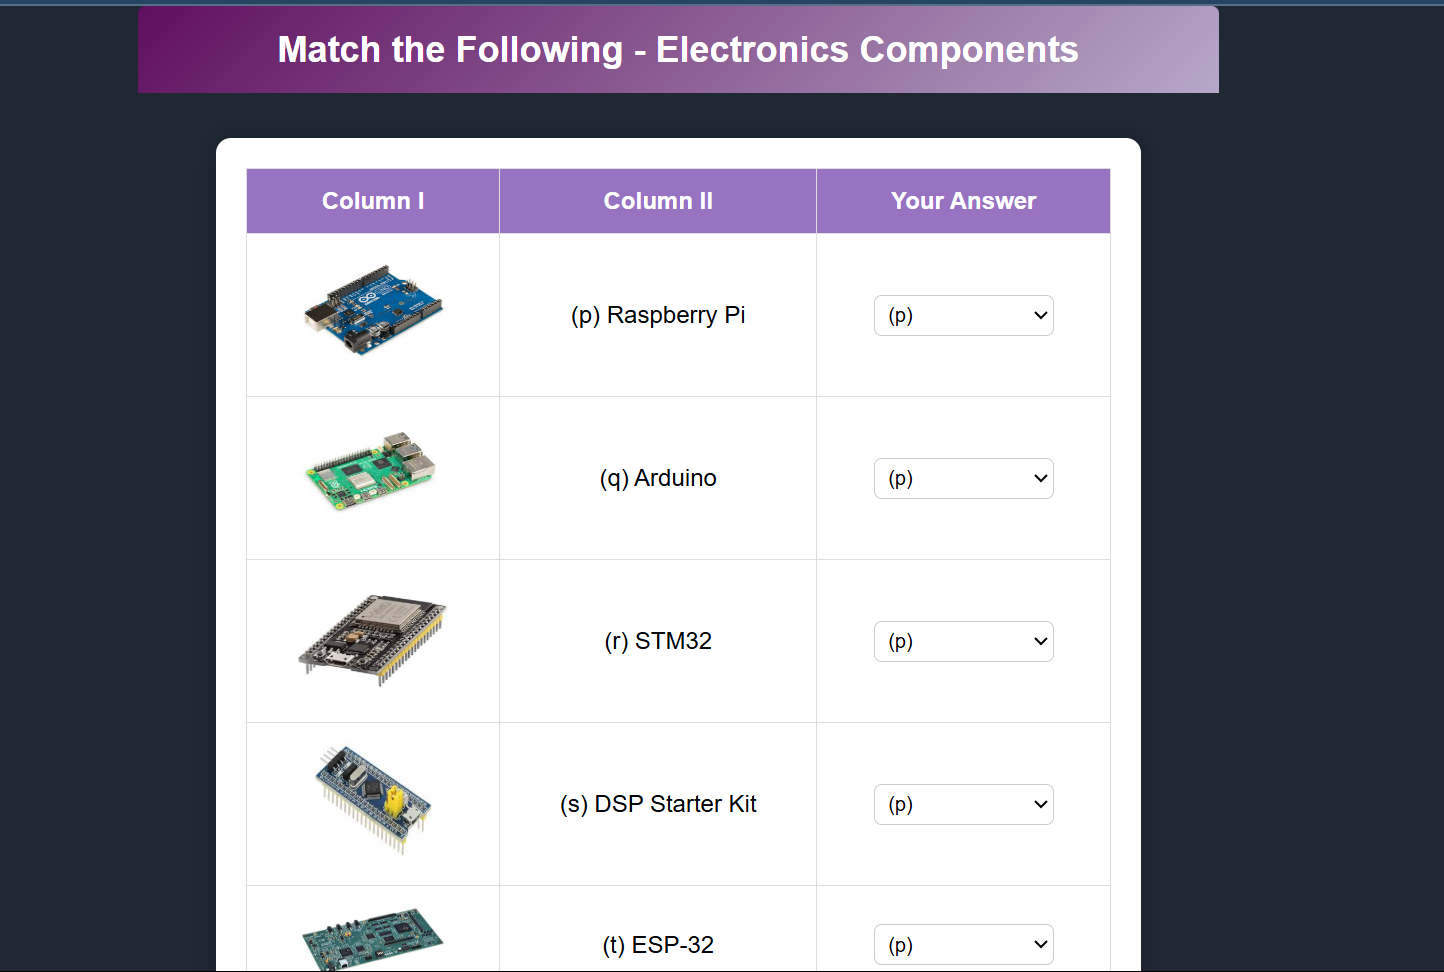 Match the Following - Electronics Components
Column I Column II Your Answer
(p) Raspberry Pi (p)
(q) Arduino (p)
(r) STM32 (p)
(s) DSP Starter Kit (p)
(t) ESP-32 (p)